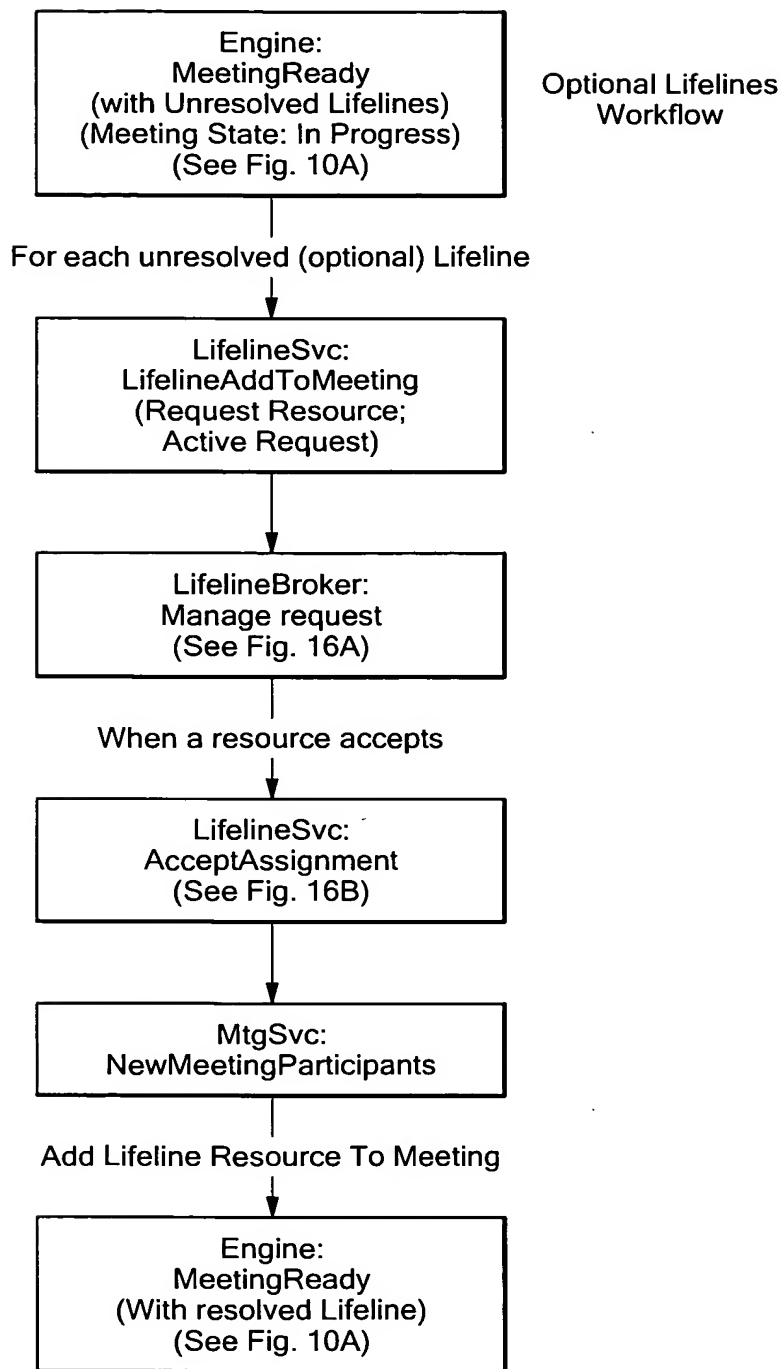 Engine:
MeetingReady
(with Unresolved Lifelines)
(Meeting State: In Progress)
(See Fig. 10A)
Optional Lifelines
Workflow
For each unresolved (optional) Lifeline
LifelineSvc:
LifelineAddToMeeting
(Request Resource;
Active Request)
LifelineBroker:
Manage request
(See Fig. 16A)
When a resource accepts
LifelineSvc:
AcceptAssignment
(See Fig. 16B)
MtgSvc:
NewMeetingParticipants
Add Lifeline Resource To Meeting
Engine:
MeetingReady
(With resolved Lifeline)
(See Fig. 10A)